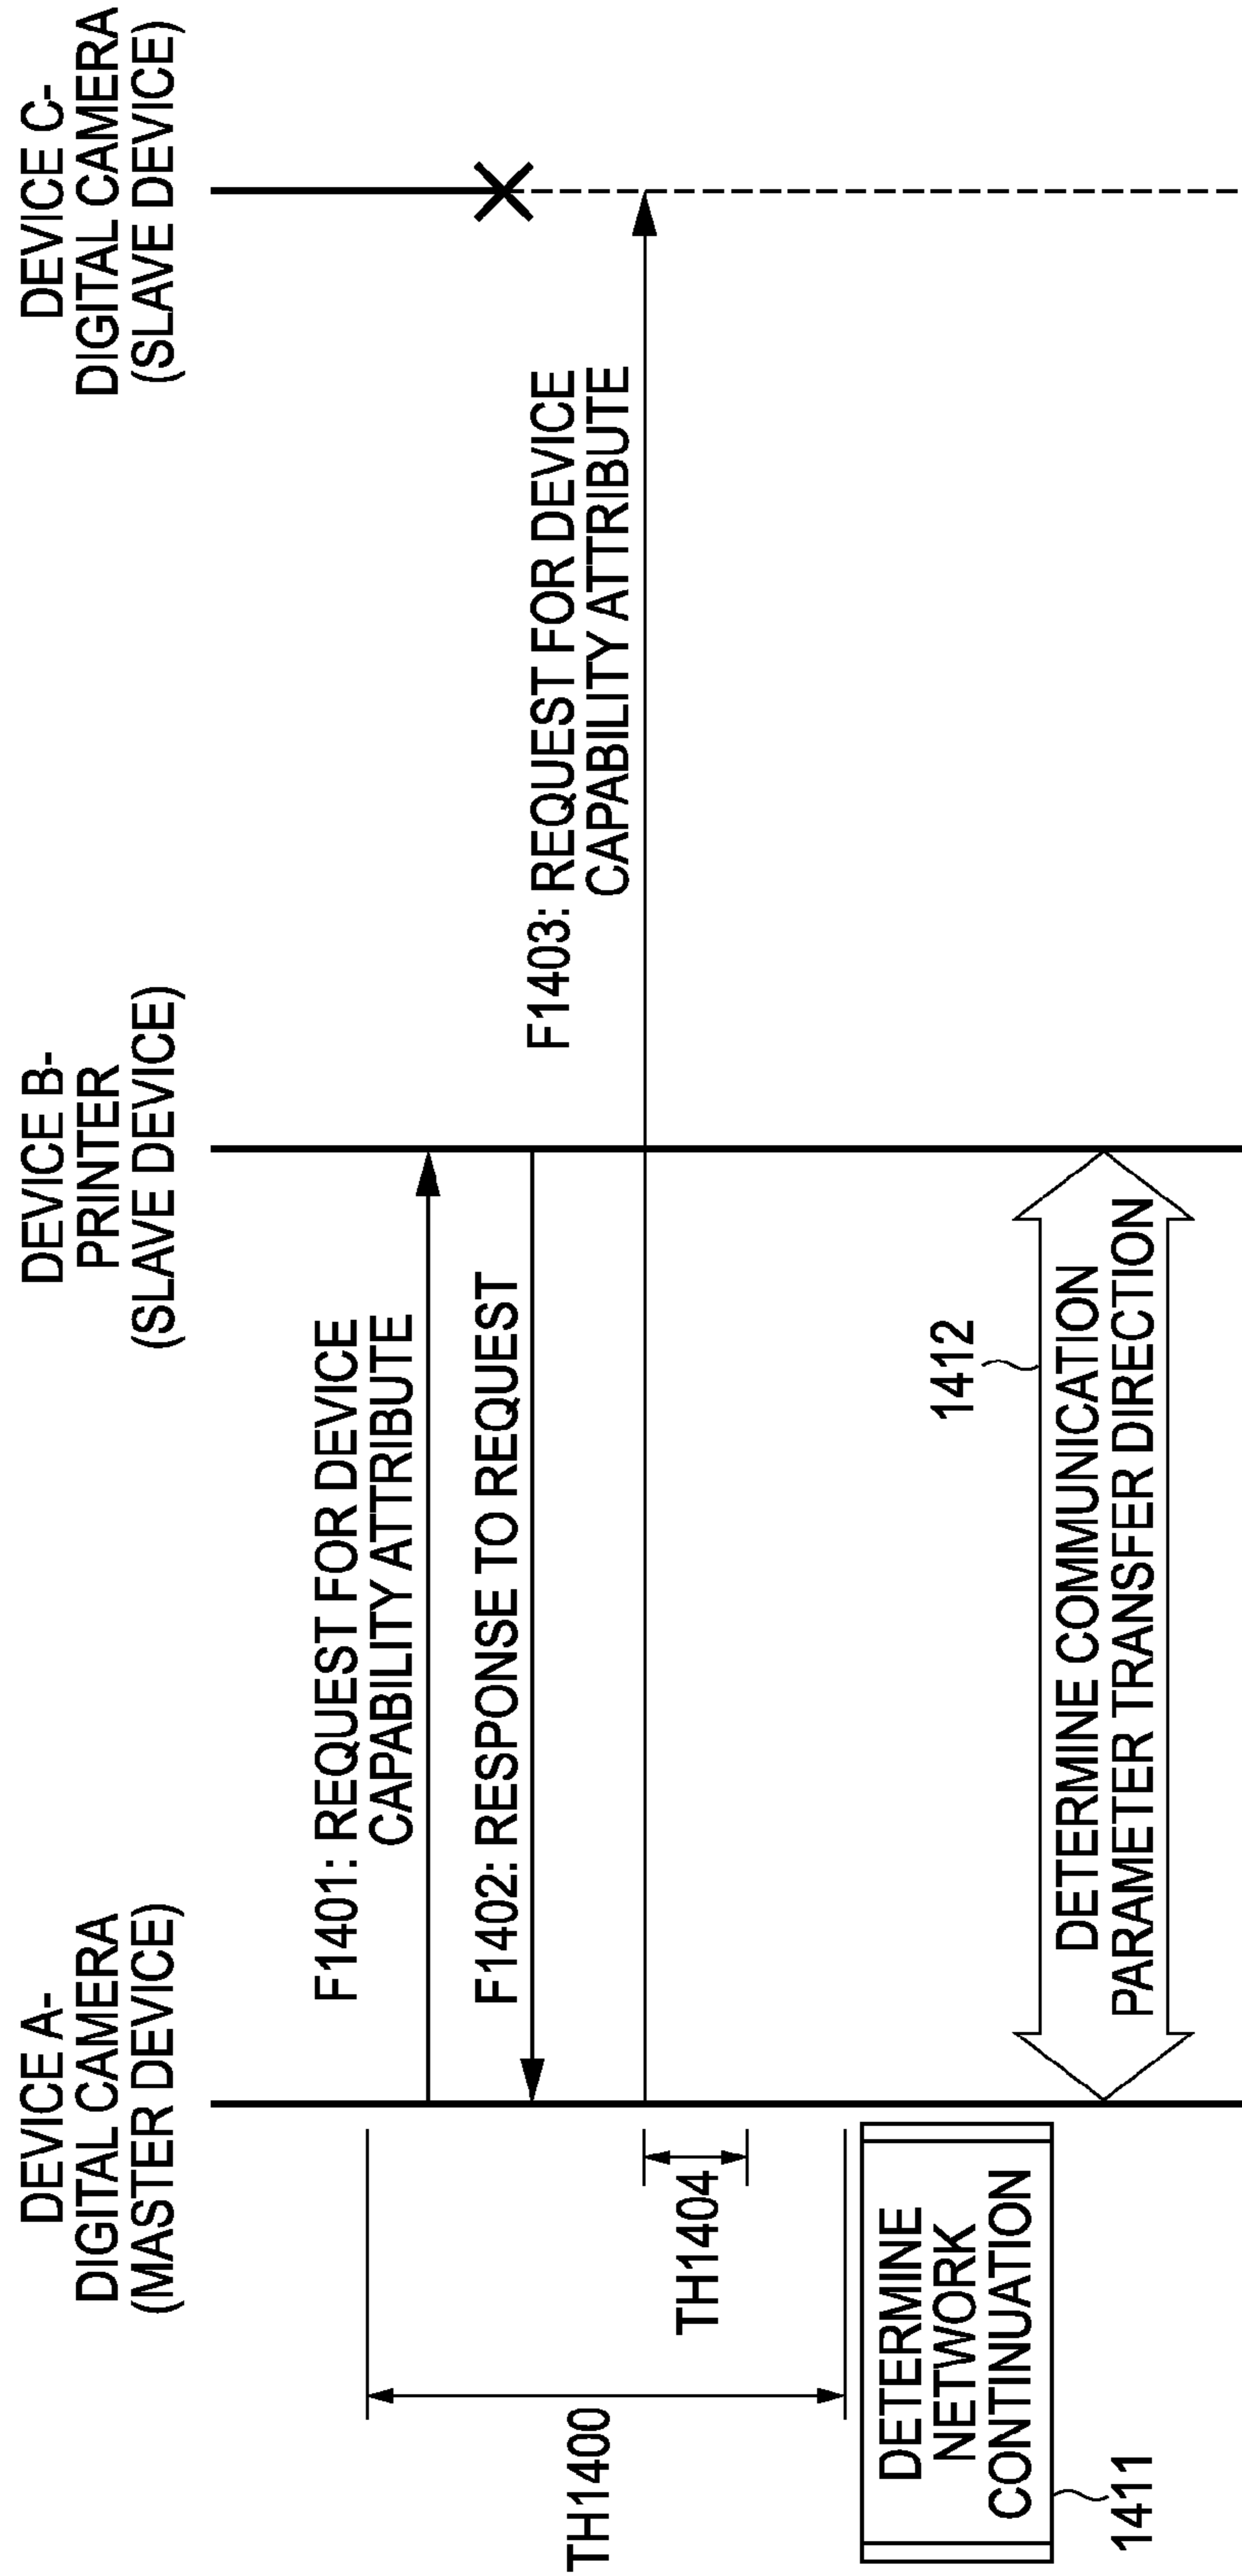 DEVICE A-
DIGITAL CAMERA
(MASTER DEVICE)
DEVICE B-
PRINTER
(SLAVE DEVICE)
DEVICE C-
DIGITAL CAMERA
(SLAVE DEVICE)
F1401: REQUEST FOR DEVICE
CAPABILITY ATTRIBUTE
F1402: RESPONSE TO REQUEST
F1403: REQUEST FOR DEVICE
CAPABILITY ATTRIBUTE
TH1400
TH1404
DETERMINE
NETWORK
CONTINUATION
1411
1412
DETERMINE COMMUNICATION
PARAMETER TRANSFER DIRECTION